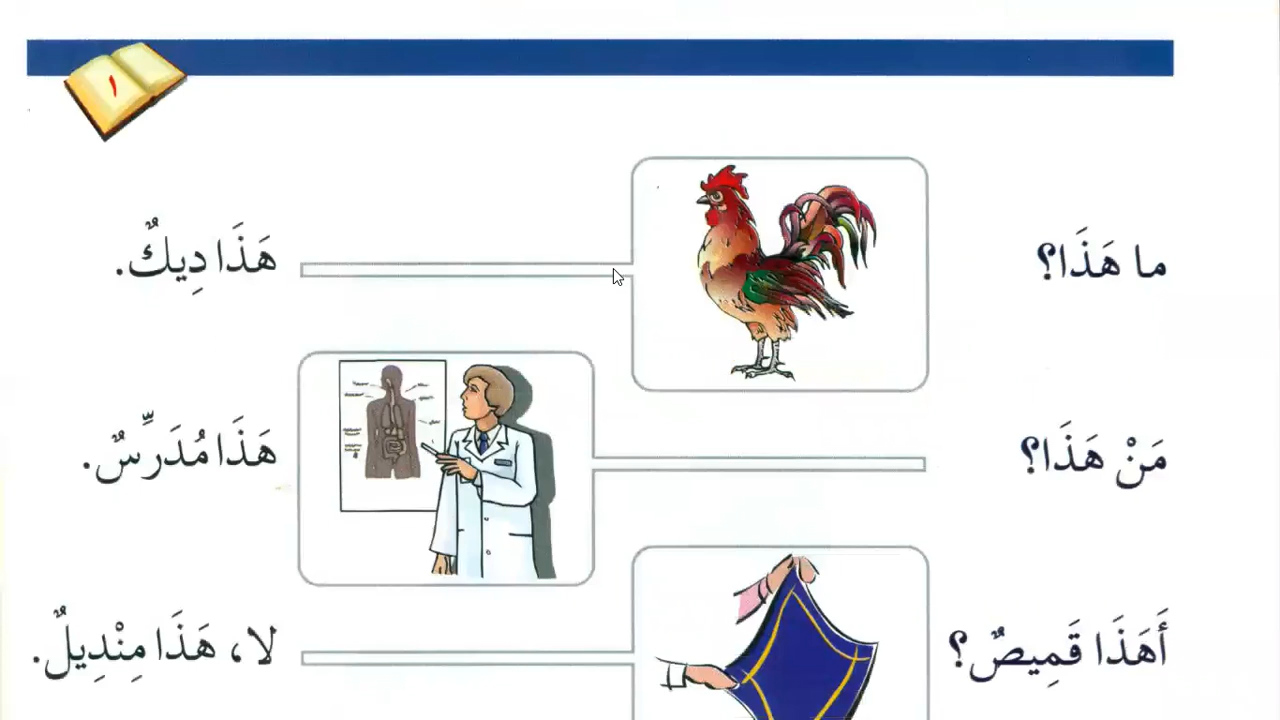 ١
ما هَذَا؟ هَذَا دِيكٌ.
مَنْ هَذَا؟ هَذَا مُدَرِّسٌ.
أَهَذَا قَمِيصٌ؟ لا، هَذَا مِنْدِيلٌ.